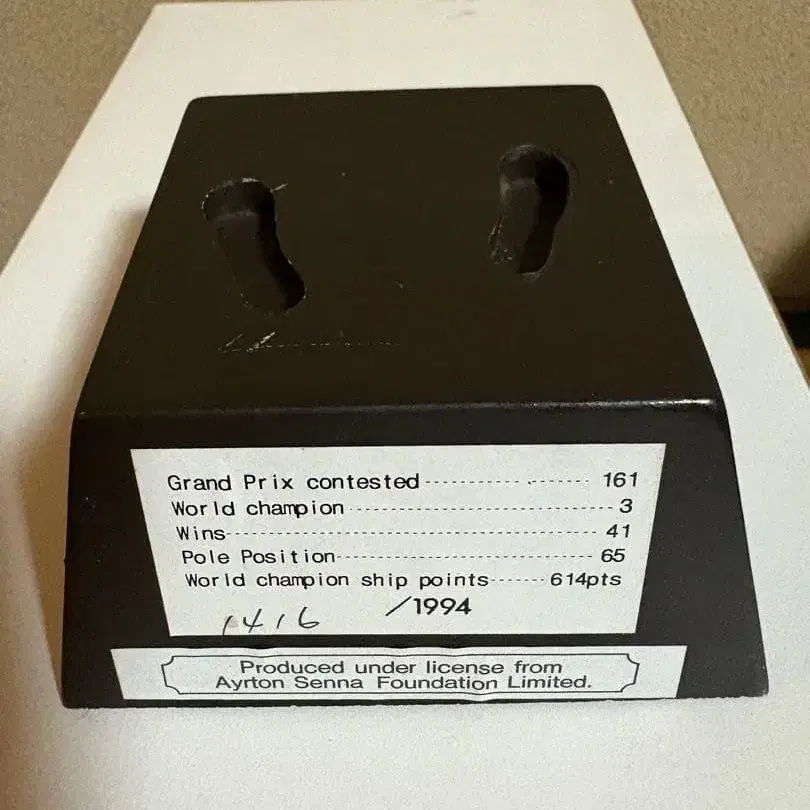 Grand Prix contested 161
World champion 3
Wins 41
Pole Position 65
World champion ship points 614pts
1416 /1994
Produced under license from
Ayrton Senna Foundation Limited.